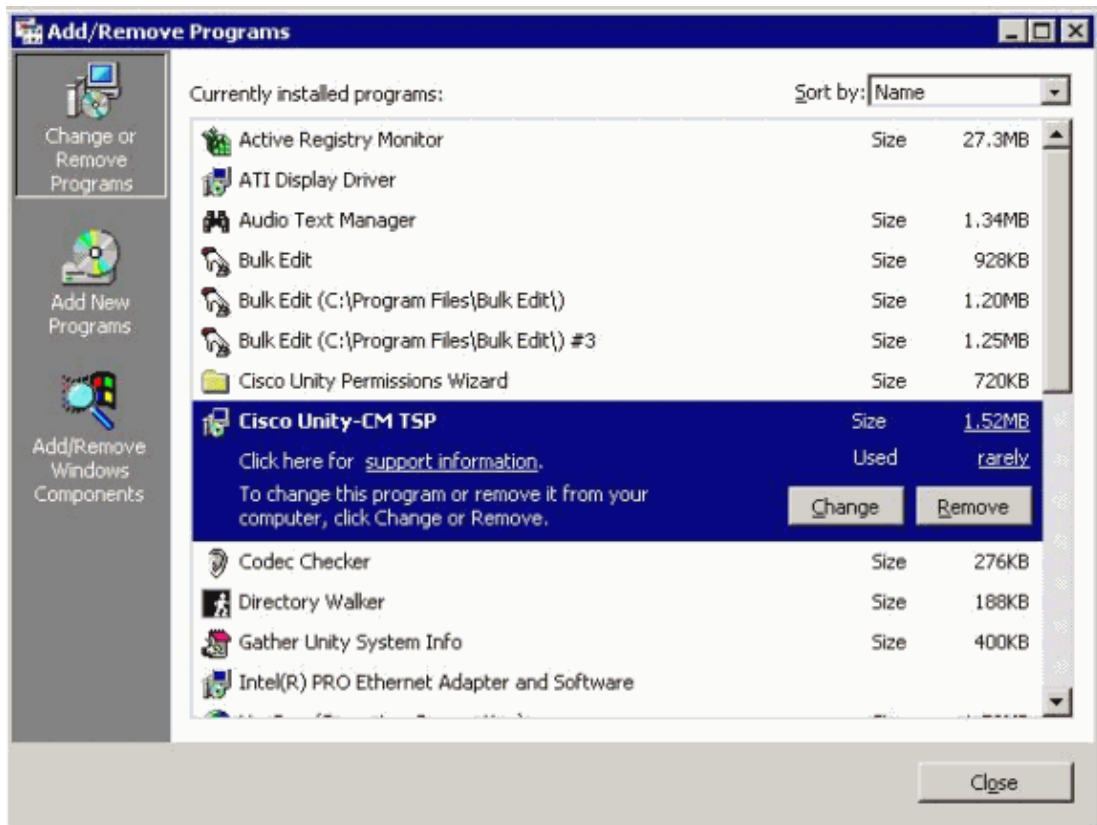 Add/Remove Programs
Change or
Remove
Programs
Add New
Programs
Add/Remove
Windows
Components
Currently installed programs:
Sort by: Name
Active Registry Monitor Size 27.3MB
ATI Display Driver
Audio Text Manager Size 1.34MB
Bulk Edit Size 928KB
Bulk Edit (C:\Program Files\Bulk Edit\) Size 1.20MB
Bulk Edit (C:\Program Files\Bulk Edit\) #3 Size 1.25MB
Cisco Unity Permissions Wizard Size 720KB
Cisco Unity-CM TSP Size 1.52MB
Click here for support information. Used rarely
To change this program or remove it from your
computer, click Change or Remove.
Change Remove
Codec Checker Size 276KB
Directory Walker Size 188KB
Gather Unity System Info Size 400KB
Intel(R) PRO Ethernet Adapter and Software
Close